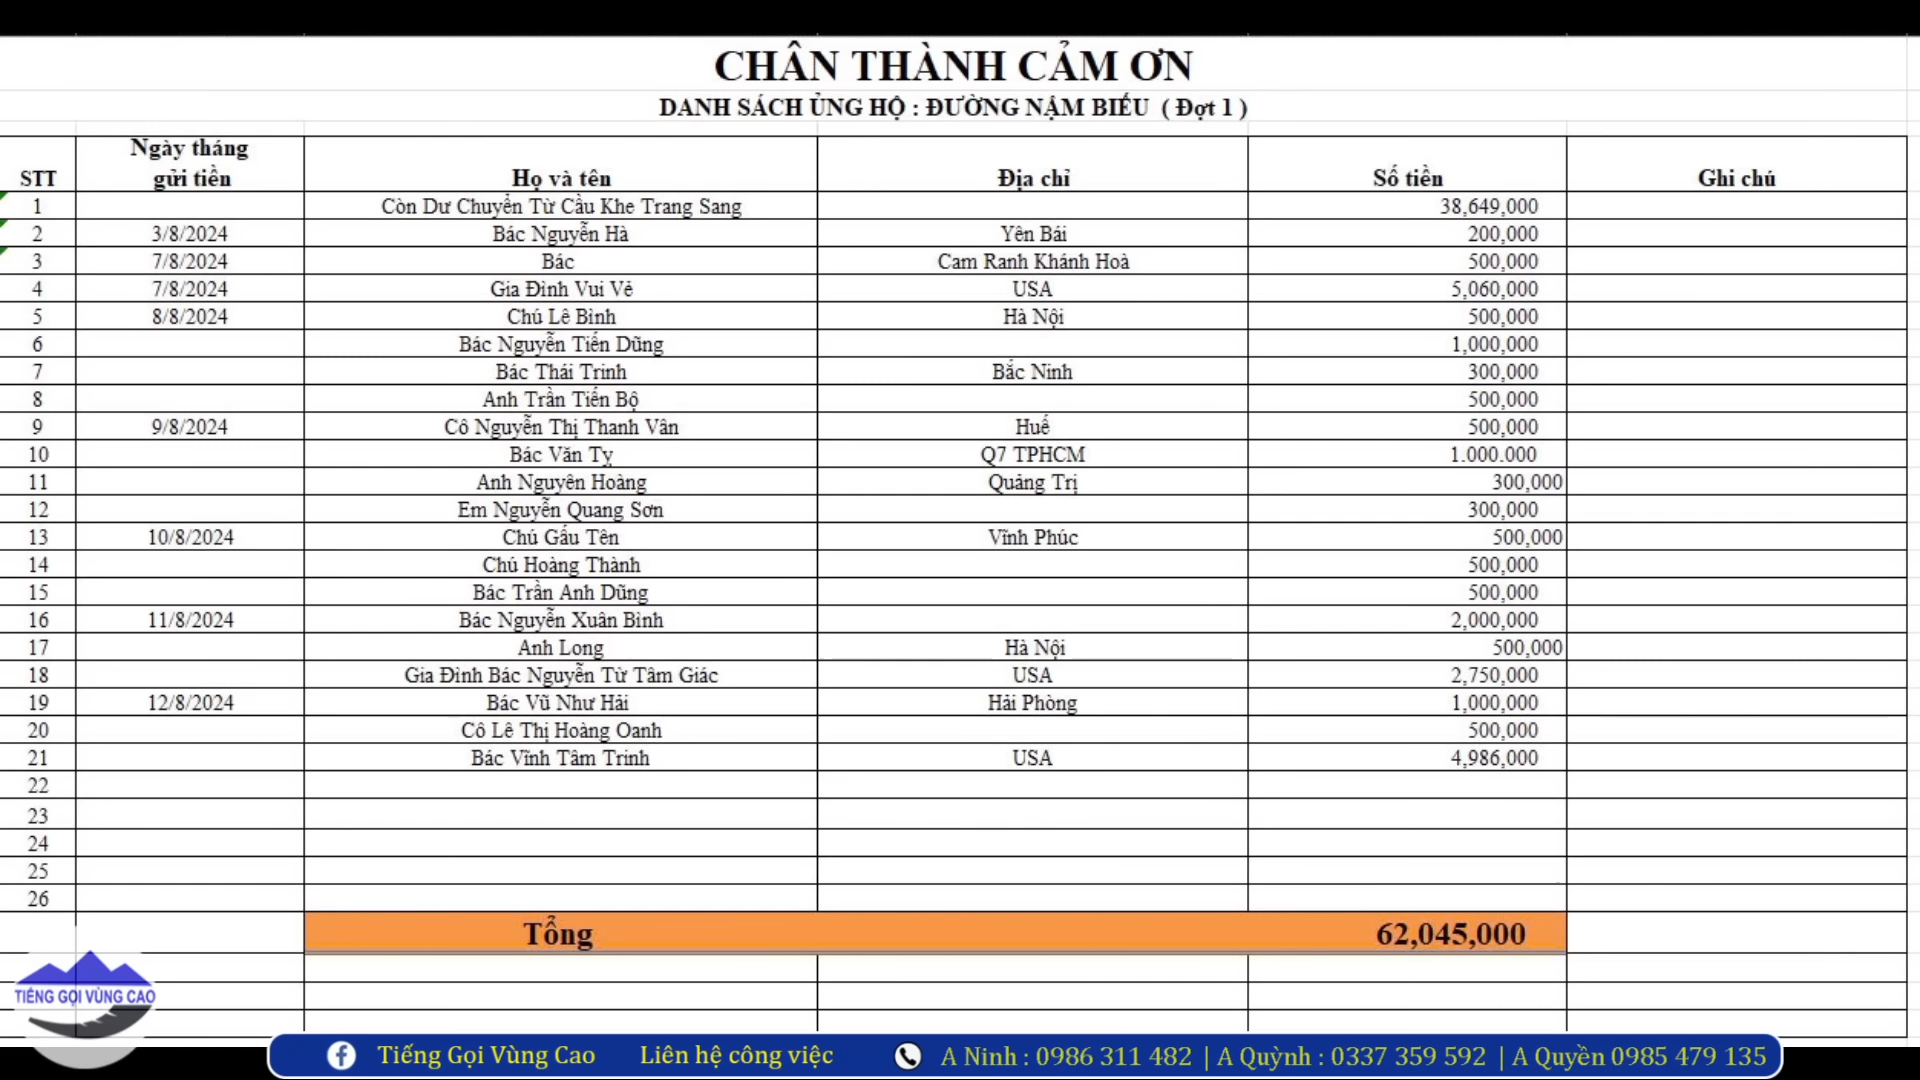 CHÂN THÀNH CẢM ƠN
DANH SÁCH ỦNG HỘ : ĐƯỜNG NẬM BIẾU ( Đợt 1 )
STT Ngày tháng gửi tiền Họ và tên Địa chỉ Số tiền Ghi chú
1 Còn Dư Chuyển Từ Cầu Khe Trang Sang 38,649,000
2 3/8/2024 Bác Nguyễn Hà Yên Bái 200,000
3 7/8/2024 Bác Cam Ranh Khánh Hoà 500,000
4 7/8/2024 Gia Đình Vui Vẻ USA 5,060,000
5 8/8/2024 Chú Lê Bình Hà Nội 500,000
6 Bác Nguyễn Tiến Dũng 1,000,000
7 Bác Thái Trinh Bắc Ninh 300,000
8 Anh Trần Tiến Bộ 500,000
9 9/8/2024 Cô Nguyễn Thị Thanh Vân Huế 500,000
10 Bác Văn Tỵ Q7 TPHCM 1.000.000
11 Anh Nguyên Hoàng Quảng Trị 300,000
12 Em Nguyễn Quang Sơn 300,000
13 10/8/2024 Chú Gấu Tên Vĩnh Phúc 500,000
14 Chú Hoàng Thành 500,000
15 Bác Trần Anh Dũng 500,000
16 11/8/2024 Bác Nguyễn Xuân Bình 2,000,000
17 Anh Long Hà Nội 500,000
18 Gia Đình Bác Nguyễn Từ Tâm Giác USA 2,750,000
19 12/8/2024 Bác Vũ Như Hải Hải Phòng 1,000,000
20 Cô Lê Thị Hoàng Oanh 500,000
21 Bác Vĩnh Tâm Trinh USA 4,986,000
22
23
24
25
26
Tổng 62,045,000
TIẾNG GỌI VÙNG CAO
Tiếng Gọi Vùng Cao Liên hệ công việc A Ninh : 0986 311 482 | A Quỳnh : 0337 359 592 | A Quyền 0985 479 135